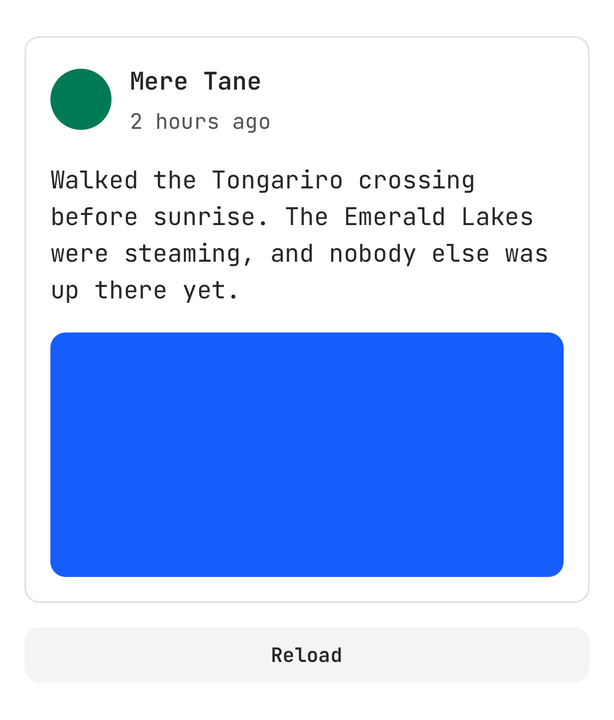 Mere Tane
2 hours ago
Walked the Tongariro crossing
before sunrise. The Emerald Lakes
were steaming, and nobody else was
up there yet.
Reload